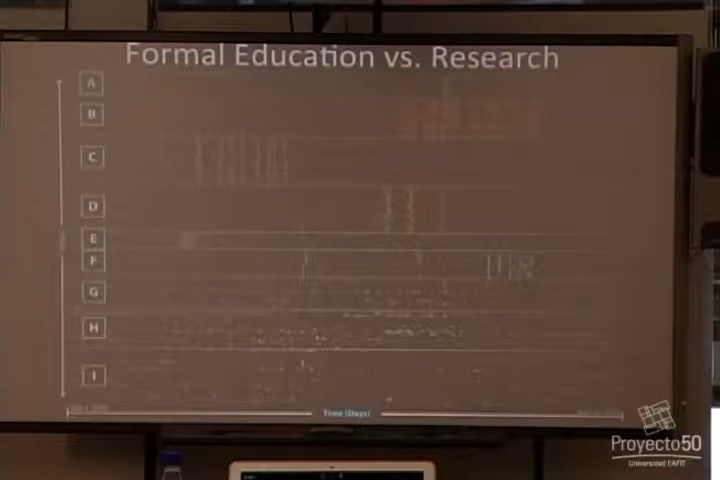 Formal Education vs. Research
A
B
C
D
E
F
G
H
I
Time (Days)
Proyecto50
Universidad EAFIT